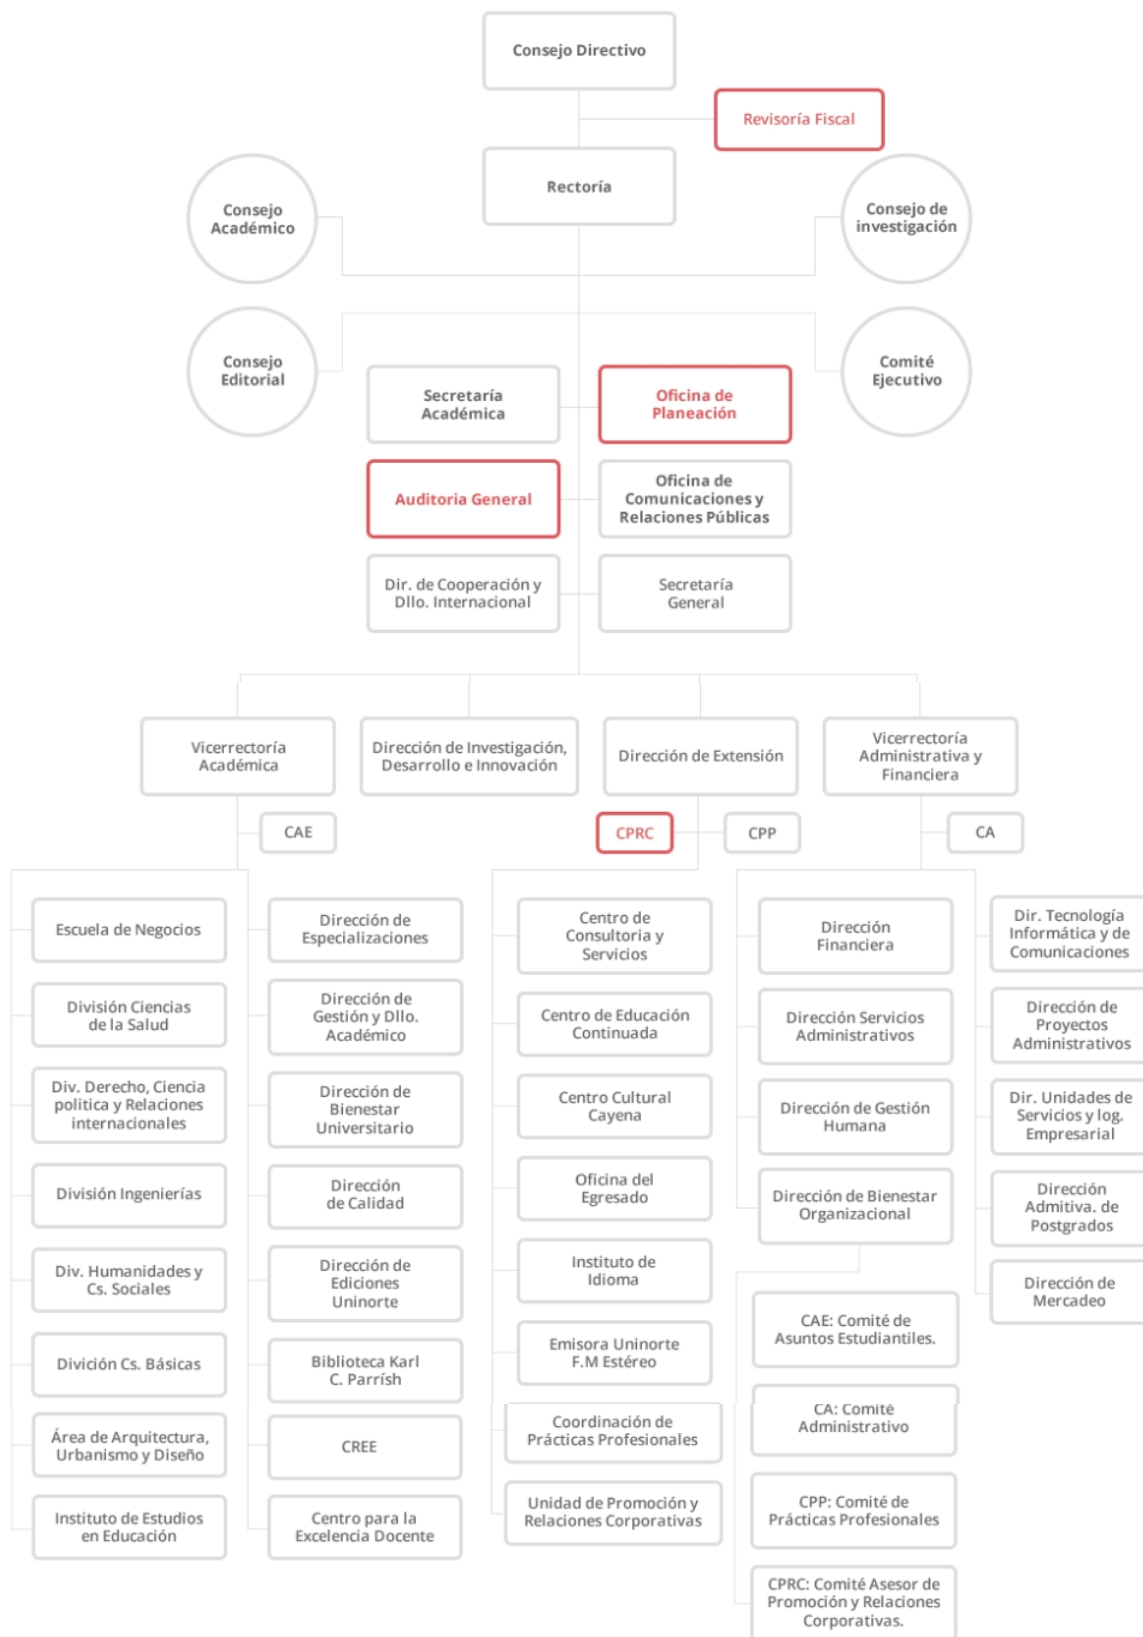 Consejo Directivo
Revisoría Fiscal
Rectoría
Consejo
Académico
Consejo de
investigación
Consejo
Editorial
Comité
Ejecutivo
Secretaría
Académica
Oficina de
Planeación
Auditoria General
Oficina de
Comunicaciones y
Relaciones Públicas
Dir. de Cooperación y
Dllo. Internacional
Secretaría
General
Vicerrectoría
Académica
Dirección de Investigación,
Desarrollo e Innovación
Dirección de Extensión
Vicerrectoría
Administrativa y
Financiera
CAE
CPRC
CPP
CA
Escuela de Negocios
División Ciencias
de la Salud
Div. Derecho, Ciencia
politica y Relaciones
internacionales
División Ingenierías
Div. Humanidades y
Cs. Sociales
Divición Cs. Básicas
Área de Arquitectura,
Urbanismo y Diseño
Instituto de Estudios
en Educación
Dirección de
Especializaciones
Dirección de
Gestión y Dllo.
Académico
Dirección de
Bienestar
Universitario
Dirección
de Calidad
Dirección de
Ediciones
Uninorte
Biblioteca Karl
C. Parrísh
CREE
Centro para la
Excelencia Docente
Centro de
Consultoria y
Servicios
Centro de Educación
Continuada
Centro Cultural
Cayena
Oficina del
Egresado
Instituto de
Idioma
Emisora Uninorte
F.M Estéreo
Coordinación de
Prácticas Profesionales
Unidad de Promoción y
Relaciones Corporativas
Dirección
Financiera
Dirección Servicios
Administrativos
Dirección de Gestión
Humana
Dirección de Bienestar
Organizacional
CAE: Comité de
Asuntos Estudiantiles.
CA: Comité
Administrativo
CPP: Comité de
Prácticas Profesionales
CPRC: Comité Asesor de
Promoción y Relaciones
Corporativas.
Dir. Tecnología
Informática y de
Comunicaciones
Dirección de
Proyectos
Administrativos
Dir. Unidades de
Servicios y log.
Empresarial
Dirección
Admitiva. de
Postgrados
Dirección de
Mercadeo